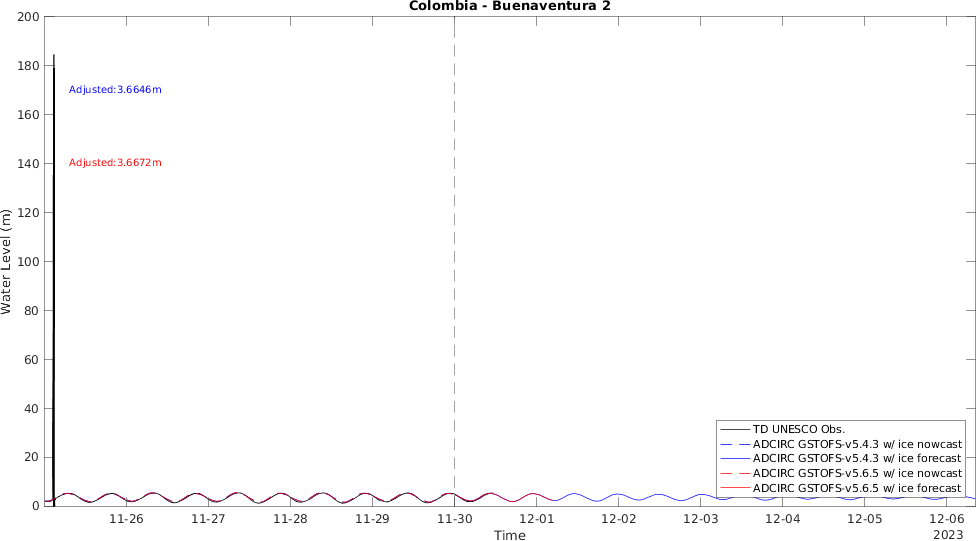 Colombia - Buenaventura 2
200
180
160
140
120
100
80
60
40
20
0
Water Level (m)
Adjusted:3.6646m
Adjusted:3.6672m
TD UNESCO Obs.
ADCIRC GSTOFS-v5.4.3 w/ ice nowcast
ADCIRC GSTOFS-v5.4.3 w/ ice forecast
ADCIRC GSTOFS-v5.6.5 w/ ice nowcast
ADCIRC GSTOFS-v5.6.5 w/ ice forecast
11-26 11-27 11-28 11-29 11-30 12-01 12-02 12-03 12-04 12-05 12-06
Time
2023